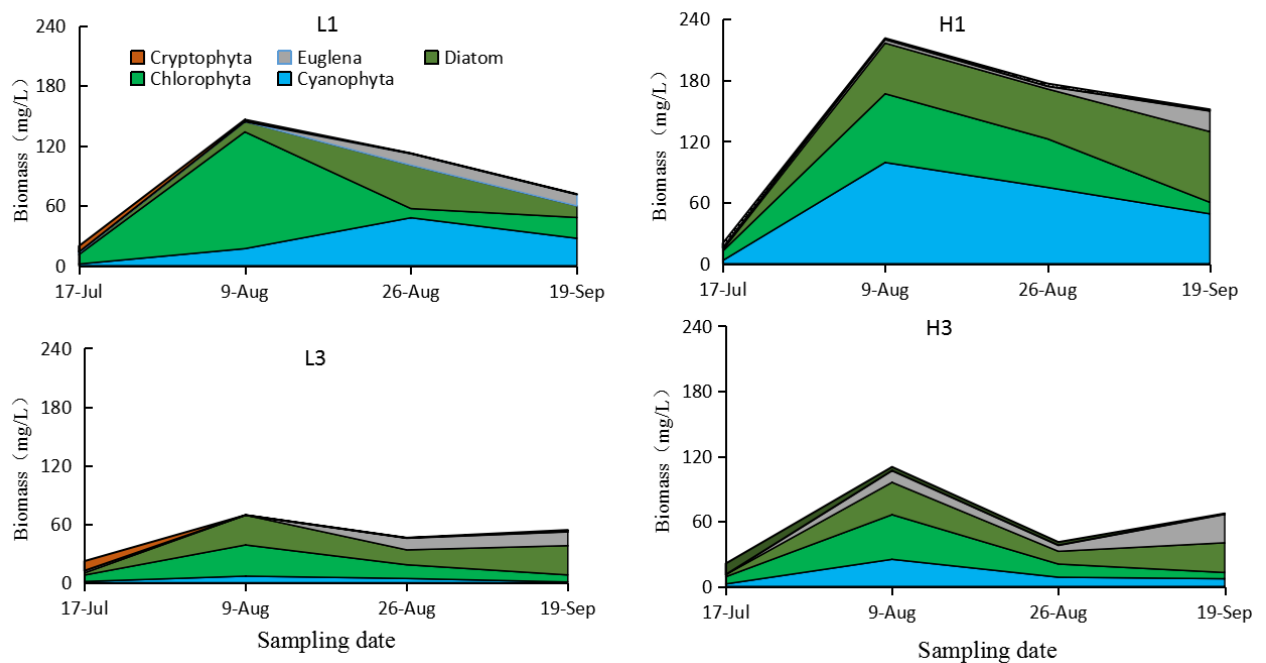 L1
Cryptophyta Euglena Diatom
Chlorophyta Cyanophyta
Biomass（mg/L）
240
180
120
60
0
17-Jul 9-Aug 26-Aug 19-Sep
H1
Biomass（mg/L）
240
180
120
60
0
17-Jul 9-Aug 26-Aug 19-Sep
L3
Biomass（mg/L）
240
180
120
60
0
17-Jul 9-Aug 26-Aug 19-Sep
Sampling date
H3
Biomass（mg/L）
240
180
120
60
0
17-Jul 9-Aug 26-Aug 19-Sep
Sampling date